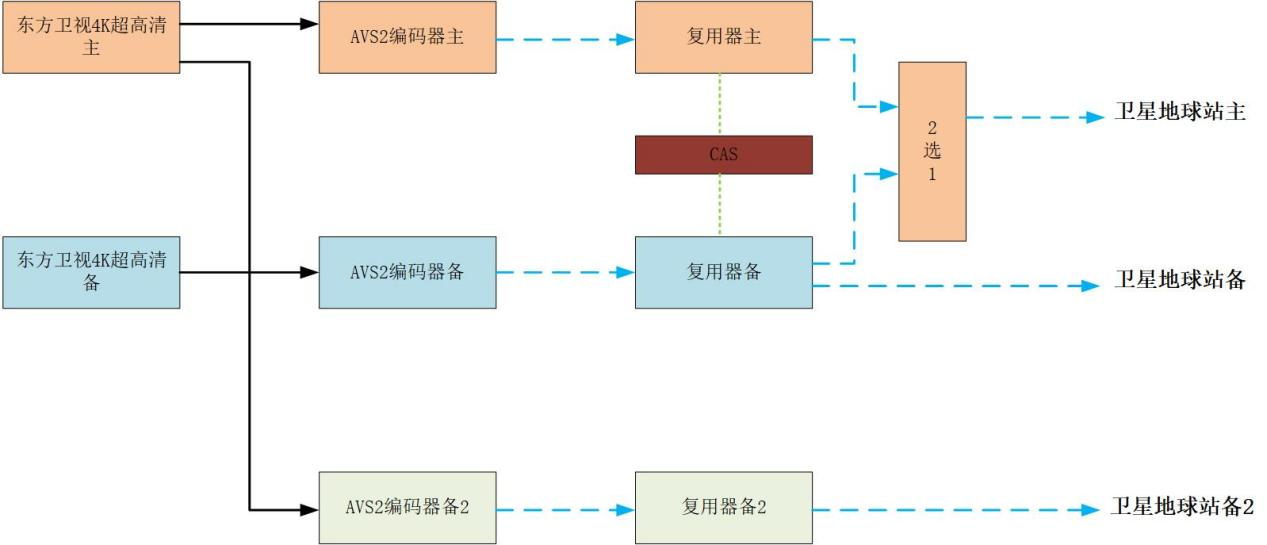 东方卫视4K超高清
主
AVS2编码器主
复用器主
2
选
1
卫星地球站主
CAS
东方卫视4K超高清
备
AVS2编码器备
复用器备
卫星地球站备
AVS2编码器备2
复用器备2
卫星地球站备2